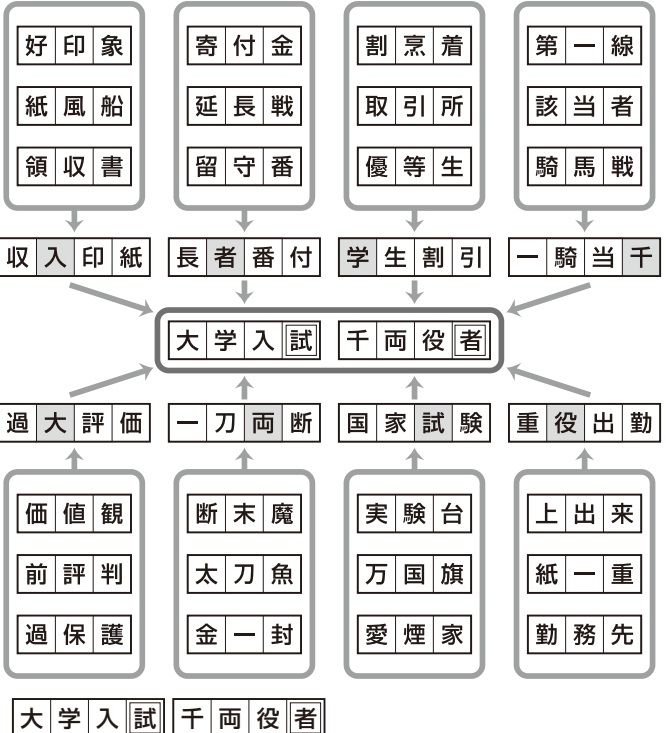 好印象 寄付金 割烹着 第一線
紙風船 延長戦 取引所 該当者
領収書 留守番 優等生 騎馬戦
収入印紙 長者番付 学生割引 一騎当千
大学入試 千両役者
過大評価 一刀両断 国家試験 重役出勤
価値観 断末魔 実験台 上出来
前評判 太刀魚 万国旗 紙一重
過保護 金一封 愛煙家 勤務先
大学入試 千両役者